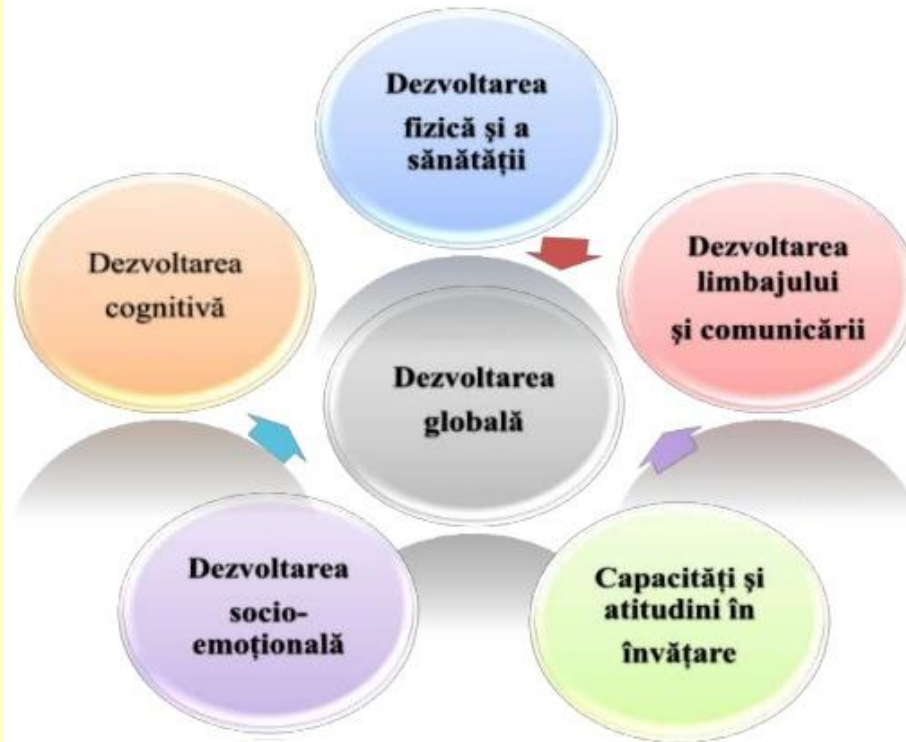 Dezvoltarea
fizică și a
sănătății
Dezvoltarea
cognitivă
Dezvoltarea
limbajului
și comunicării
Dezvoltarea
globală
Dezvoltarea
socio-
emoțională
Capacități și
atitudini în
învățare